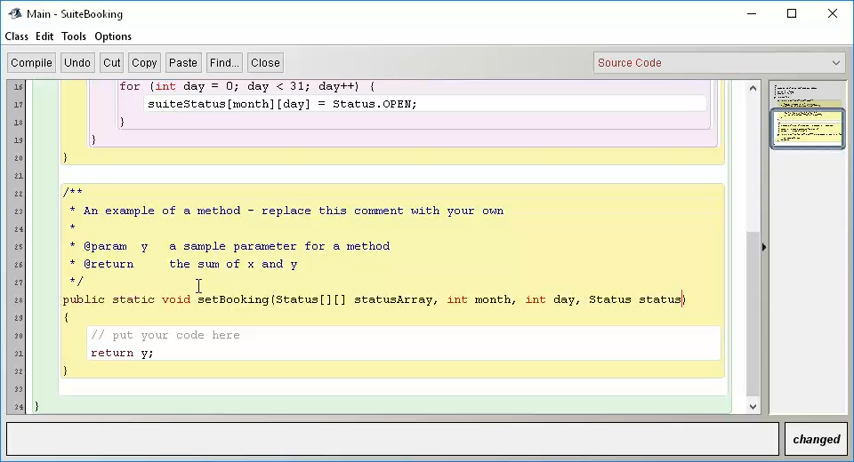 Main - SuiteBooking
Class Edit Tools Options
Compile Undo Cut Copy Paste Find... Close Source Code
16 for (int day = 0; day < 31; day++) {
17 suiteStatus[month][day] = Status.OPEN;
18 }
19 }
20 }
21
22 /**
23 * An example of a method - replace this comment with your own
24 *
25 * @param y a sample parameter for a method
26 * @return the sum of x and y
27 */
28 public static void setBooking(Status[][] statusArray, int month, int day, Status status)
29 {
30 // put your code here
31 return y;
32 }
33
34 }
changed